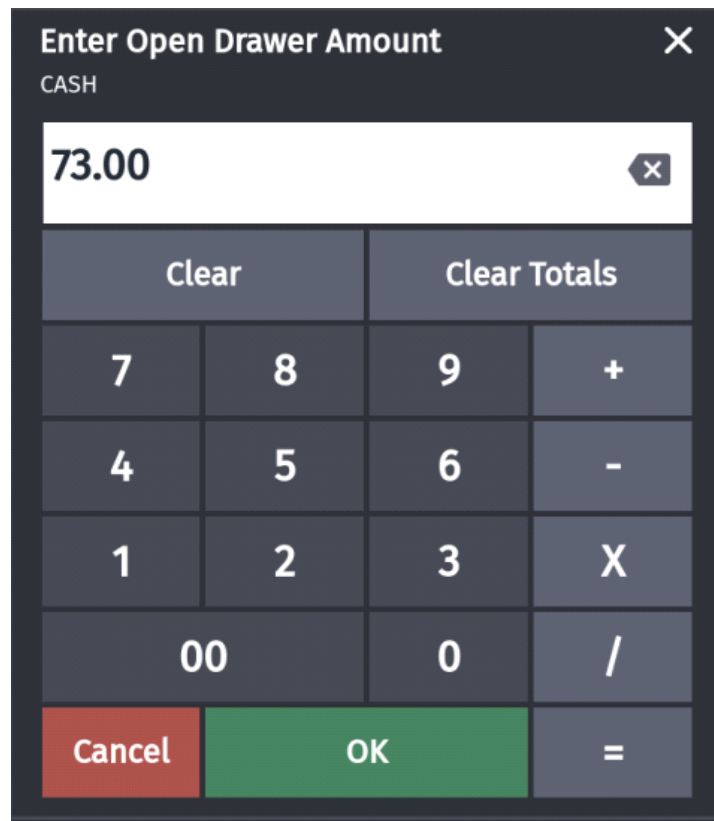 Enter Open Drawer Amount
CASH
73.00
Clear Clear Totals
7 8 9 +
4 5 6 -
1 2 3 X
00 0 /
Cancel OK =